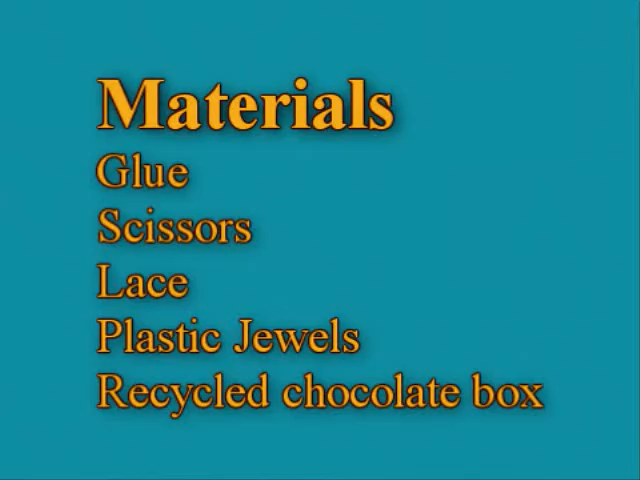 Materials
Glue
Scissors
Lace
Plastic Jewels
Recycled chocolate box